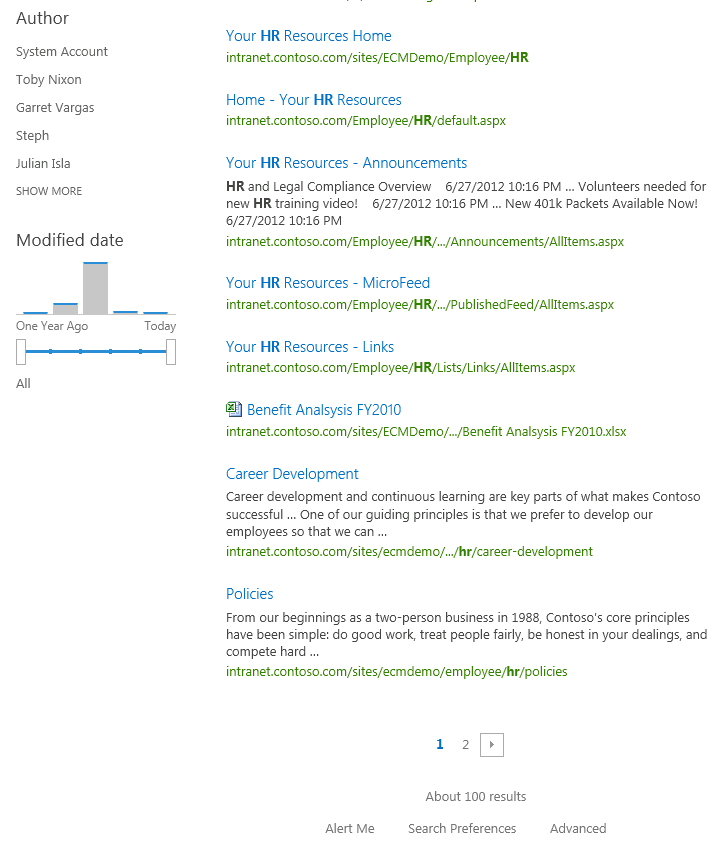 Author
System Account
Toby Nixon
Garret Vargas
Steph
Julian Isla
SHOW MORE
Modified date
One Year Ago Today
All
Your HR Resources Home
intranet.contoso.com/sites/ECMDemo/Employee/HR
Home - Your HR Resources
intranet.contoso.com/Employee/HR/default.aspx
Your HR Resources - Announcements
HR and Legal Compliance Overview 6/27/2012 10:16 PM ... Volunteers needed for
new HR training video! 6/27/2012 10:16 PM ... New 401k Packets Available Now!
6/27/2012 10:16 PM
intranet.contoso.com/Employee/HR/.../Announcements/AllItems.aspx
Your HR Resources - MicroFeed
intranet.contoso.com/Employee/HR/.../PublishedFeed/AllItems.aspx
Your HR Resources - Links
intranet.contoso.com/Employee/HR/Lists/Links/AllItems.aspx
Benefit Analsysis FY2010
intranet.contoso.com/sites/ECMDemo/.../Benefit Analsysis FY2010.xlsx
Career Development
Career development and continuous learning are key parts of what makes Contoso
successful ... One of our guiding principles is that we prefer to develop our
employees so that we can ...
intranet.contoso.com/sites/ecmdemo/.../hr/career-development
Policies
From our beginnings as a two-person business in 1988, Contoso's core principles
have been simple: do good work, treat people fairly, be honest in your dealings, and
compete hard ...
intranet.contoso.com/sites/ecmdemo/employee/hr/policies
1 2
About 100 results
Alert Me Search Preferences Advanced